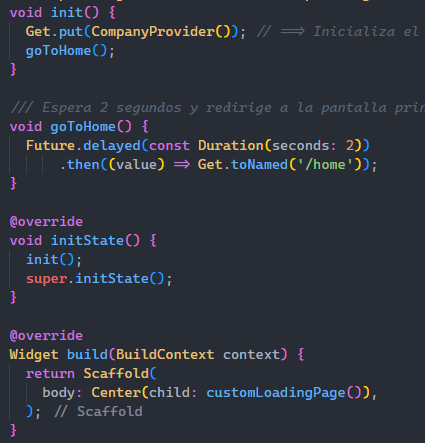 void init() {
  Get.put(CompanyProvider()); // ==> Inicializa el
  goToHome();
}

/// Espera 2 segundos y redirige a la pantalla
void goToHome() {
  Future.delayed(const Duration(seconds: 2))
      .then((value) => Get.toNamed('/home'));
}

@override
void initState() {
  init();
  super.initState();
}

@override
Widget build(BuildContext context) {
  return Scaffold(
    body: Center(child: customLoadingPage()),
  ); // Scaffold
}